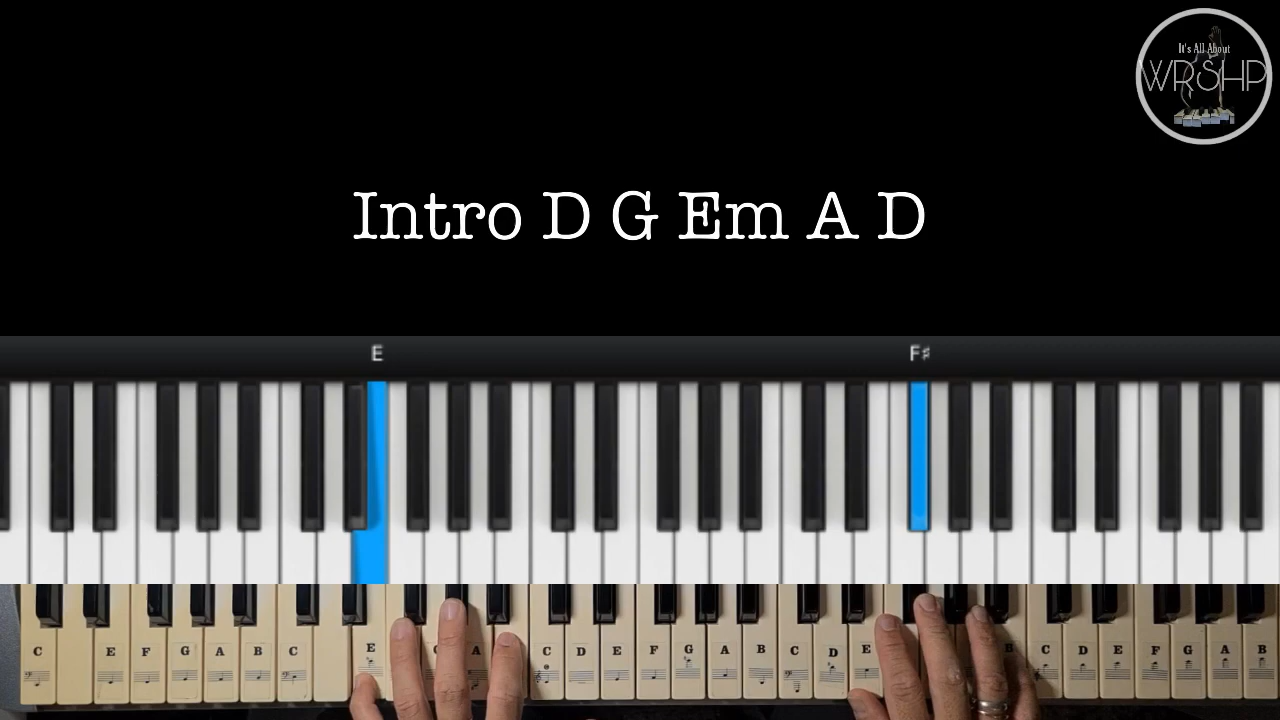 It's All About
WRSHP
Intro D G Em A D
E F♯
C E F G A B C E A C D E F G A B C D E B C D E F G A B